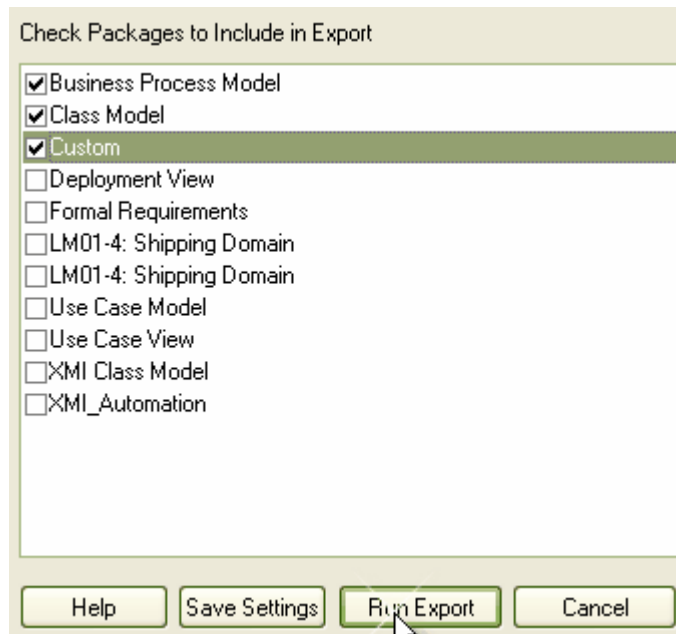 Check Packages to Include in Export
Business Process Model
Class Model
Custom
Deployment View
Formal Requirements
LM01-4: Shipping Domain
LM01-4: Shipping Domain
Use Case Model
Use Case View
XMI Class Model
XMI_Automation
Help Save Settings Run Export Cancel